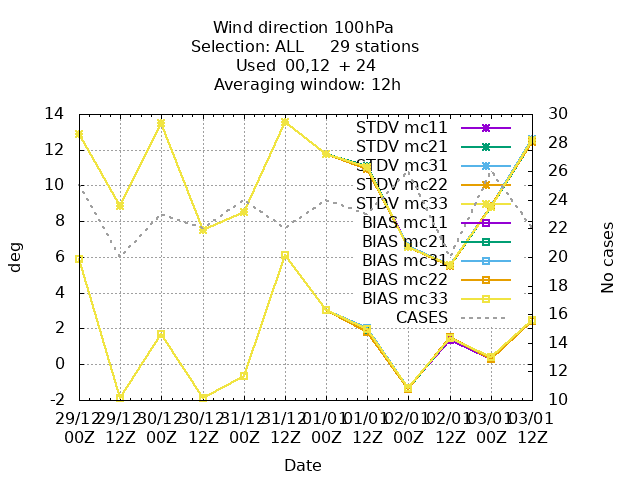 Wind direction 100hPa
Selection: ALL 29 stations
Used 00,12 + 24
Averaging window: 12h
14 30
12 28
10 26
8 24
6 22
4 20
2 18
0 16
-2 14
12
10
deg
No cases
STDV mc11
STDV mc21
STDV mc31
STDV mc22
STDV mc33
BIAS mc11
BIAS mc21
BIAS mc31
BIAS mc22
BIAS mc33
CASES
29/12 29/12 30/12 30/12 31/12 31/12 01/01 01/01 02/01 02/01 03/01 03/01
00Z 12Z 00Z 12Z 00Z 12Z 00Z 12Z 00Z 12Z 00Z 12Z
Date